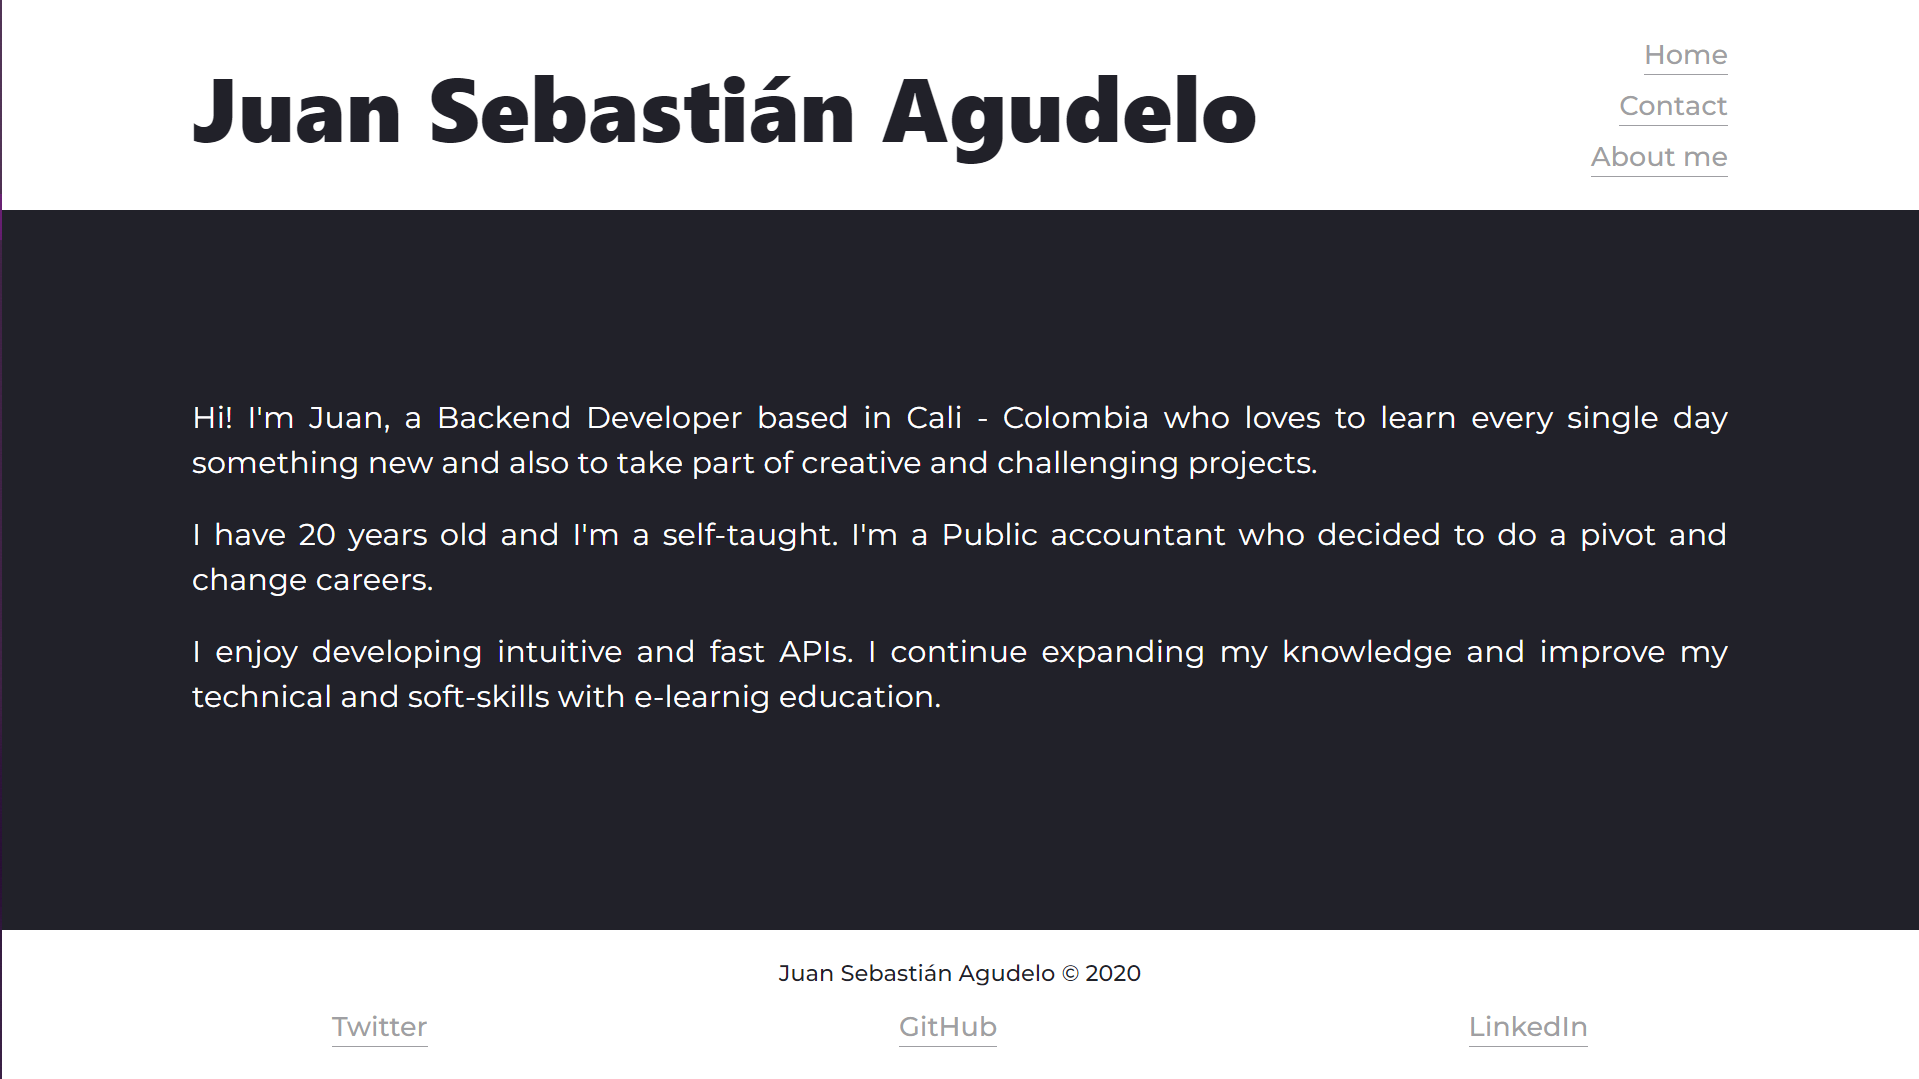 Juan Sebastián Agudelo
Home
Contact
About me
Hi! I'm Juan, a Backend Developer based in Cali - Colombia who loves to learn every single day
something new and also to take part of creative and challenging projects.
I have 20 years old and I'm a self-taught. I'm a Public accountant who decided to do a pivot and
change careers.
I enjoy developing intuitive and fast APIs. I continue expanding my knowledge and improve my
technical and soft-skills with e-learnig education.
Juan Sebastián Agudelo © 2020
Twitter
GitHub
LinkedIn